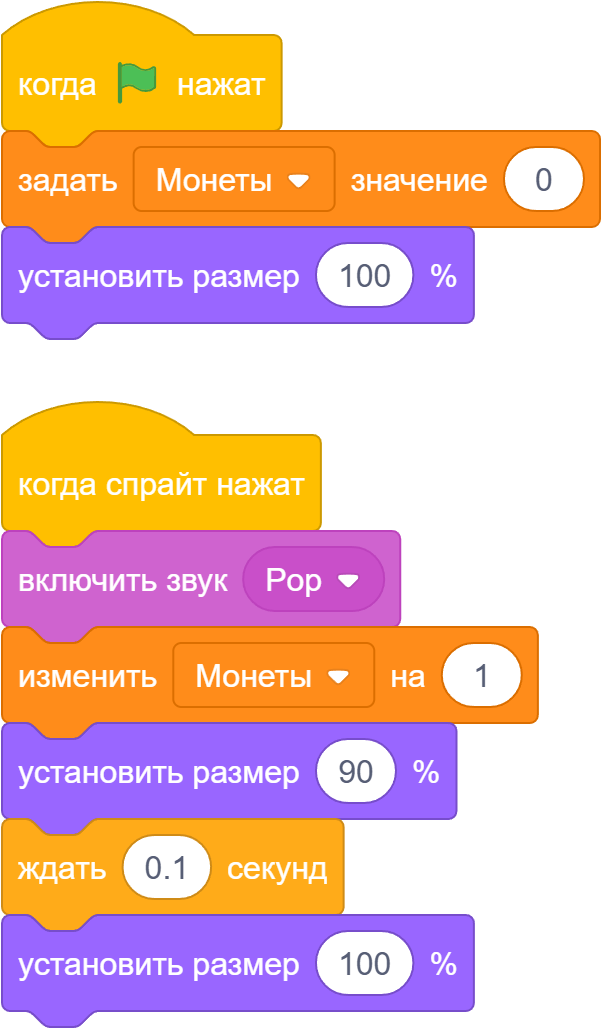 когда нажат
задать Монеты значение 0
установить размер 100 %
когда спрайт нажат
включить звук Pop
изменить Монеты на 1
установить размер 90 %
ждать 0.1 секунд
установить размер 100 %